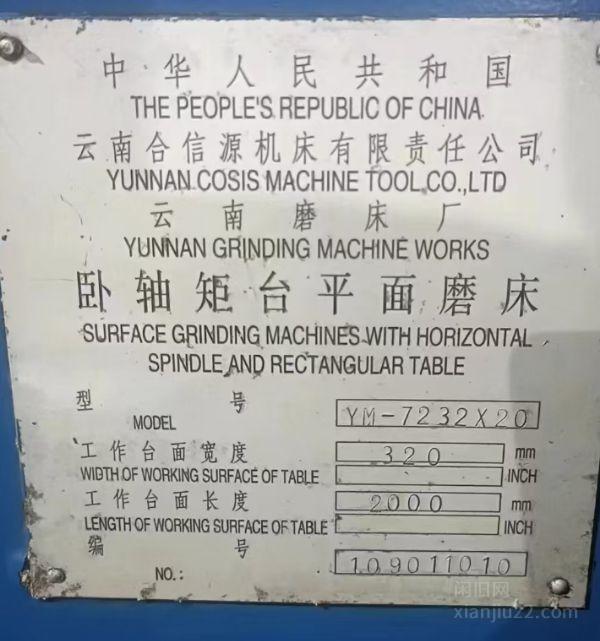 中华人民共和国
THE PEOPLE'S REPUBLIC OF CHINA
云南合信源机床有限责任公司
YUNNAN COSIS MACHINE TOOL.CO.,LTD
云南磨床厂
YUNNAN GRINDING MACHINE WORKS
卧轴矩台平面磨床
SURFACE GRINDING MACHINES WITH HORIZONTAL
SPINDLE AND RECTANGULAR TABLE
型号
MODEL YM-7232X20
工作台面宽度 320 mm
WIDTH OF WORKING SURFACE OF TABLE INCH
工作台面长度 2000 mm
LENGTH OF WORKING SURFACE OF TABLE INCH
编号
NO.: 109011010
闲旧网
xianjiu22.com